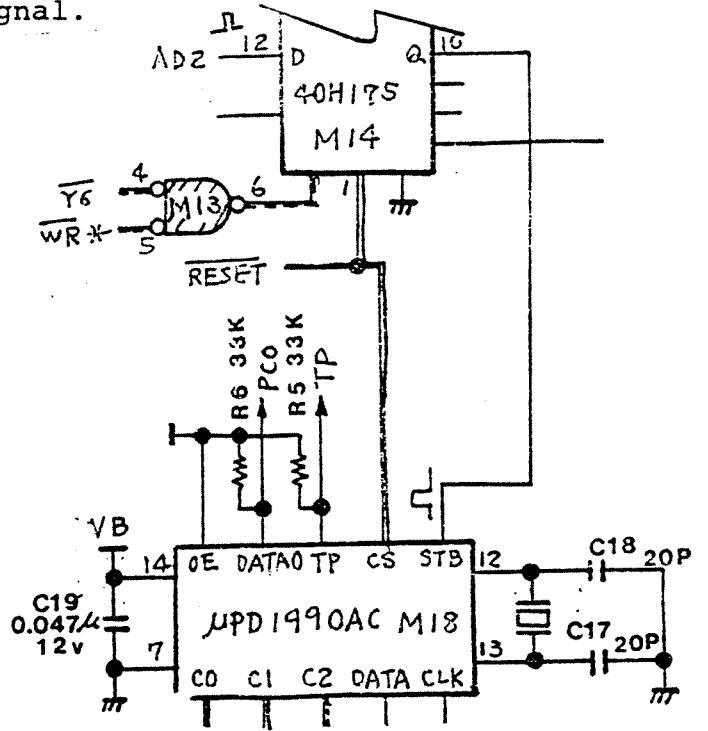 gnal.
AD2
12
D
Q
10
40H175
M14
4
Y6
M13
6
1
WR*
5
RESET
R6 33K
PCO
R5 33K
TP
VB
14
OE
DATAO
TP
CS
STB
12
C18
20P
C19
0.047μ
12v
μPD1990AC M18
7
13
C17
20P
C0
C1
C2
DATA
CLK